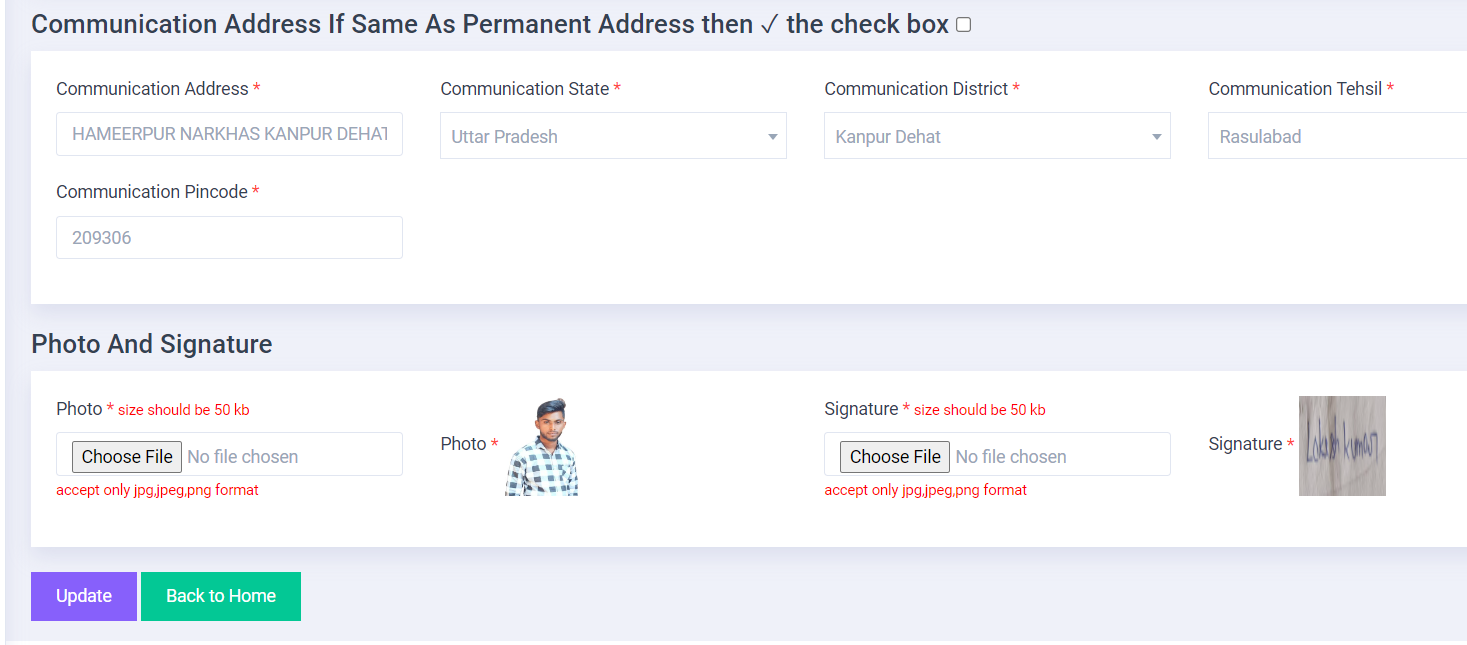 Communication Address If Same As Permanent Address then ✓ the check box
Communication Address * Communication State * Communication District * Communication Tehsil *
HAMEERPUR NARKHAS KANPUR DEHAT Uttar Pradesh Kanpur Dehat Rasulabad
Communication Pincode *
209306
Photo And Signature
Photo * size should be 50 kb Signature * size should be 50 kb
Choose File No file chosen Photo * Choose File No file chosen Signature * Lokesh kumar
accept only jpg,jpeg,png format accept only jpg,jpeg,png format
Update Back to Home